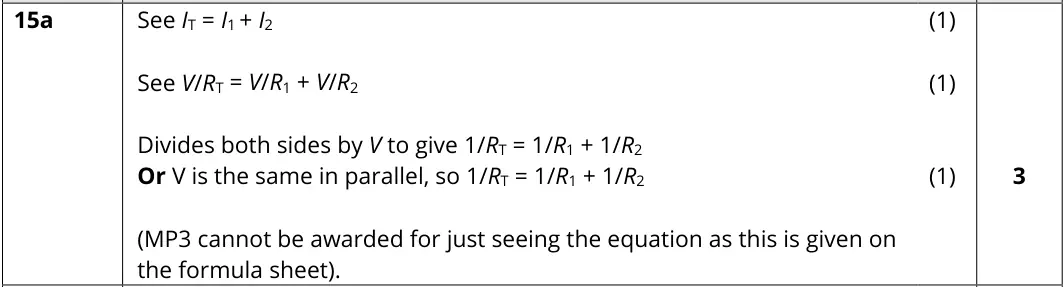 15a See I_T = I_1 + I_2 (1)
See V/R_T = V/R_1 + V/R_2 (1)
Divides both sides by V to give 1/R_T = 1/R_1 + 1/R_2
Or V is the same in parallel, so 1/R_T = 1/R_1 + 1/R_2 (1) 3
(MP3 cannot be awarded for just seeing the equation as this is given on
the formula sheet).